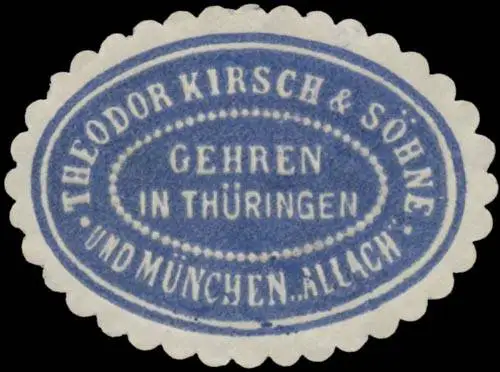 THEODOR KIRSCH & SÖHNE
GEHREN
IN THÜRINGEN
UND MÜNCHEN „ALLACH"